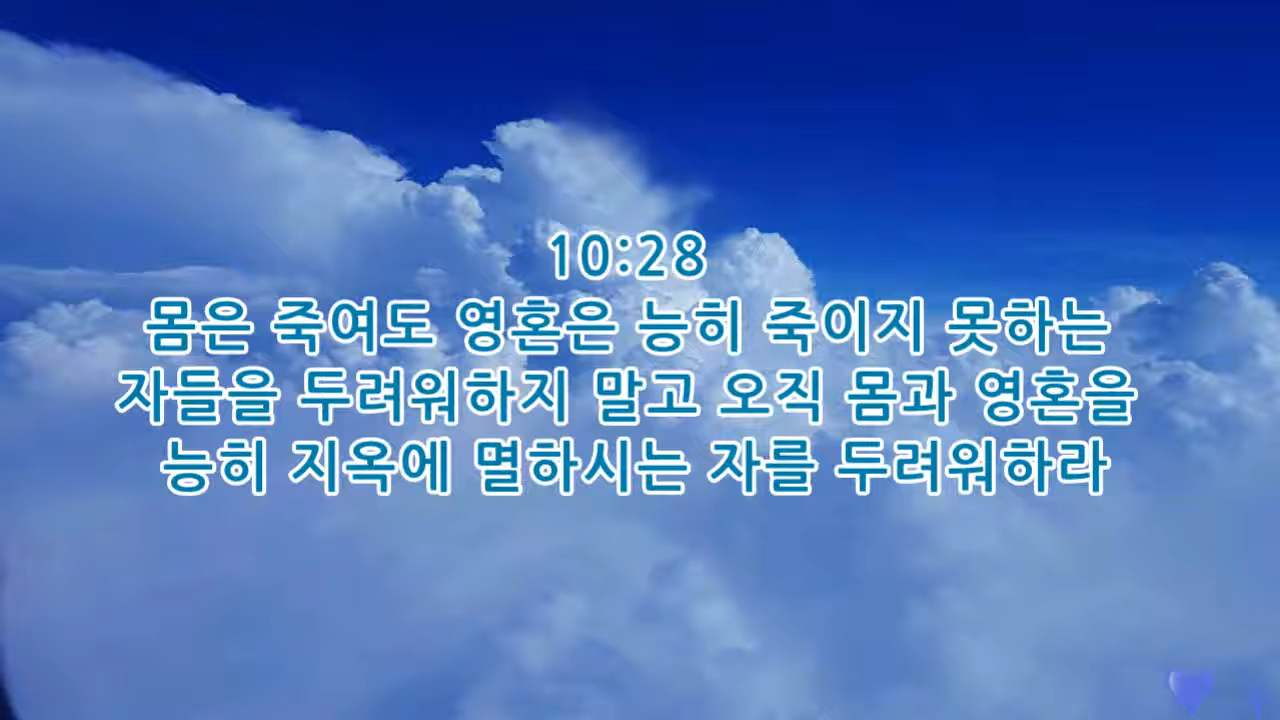 10:28
몸은 죽여도 영혼은 능히 죽이지 못하는
자들을 두려워하지 말고 오직 몸과 영혼을
능히 지옥에 멸하시는 자를 두려워하라